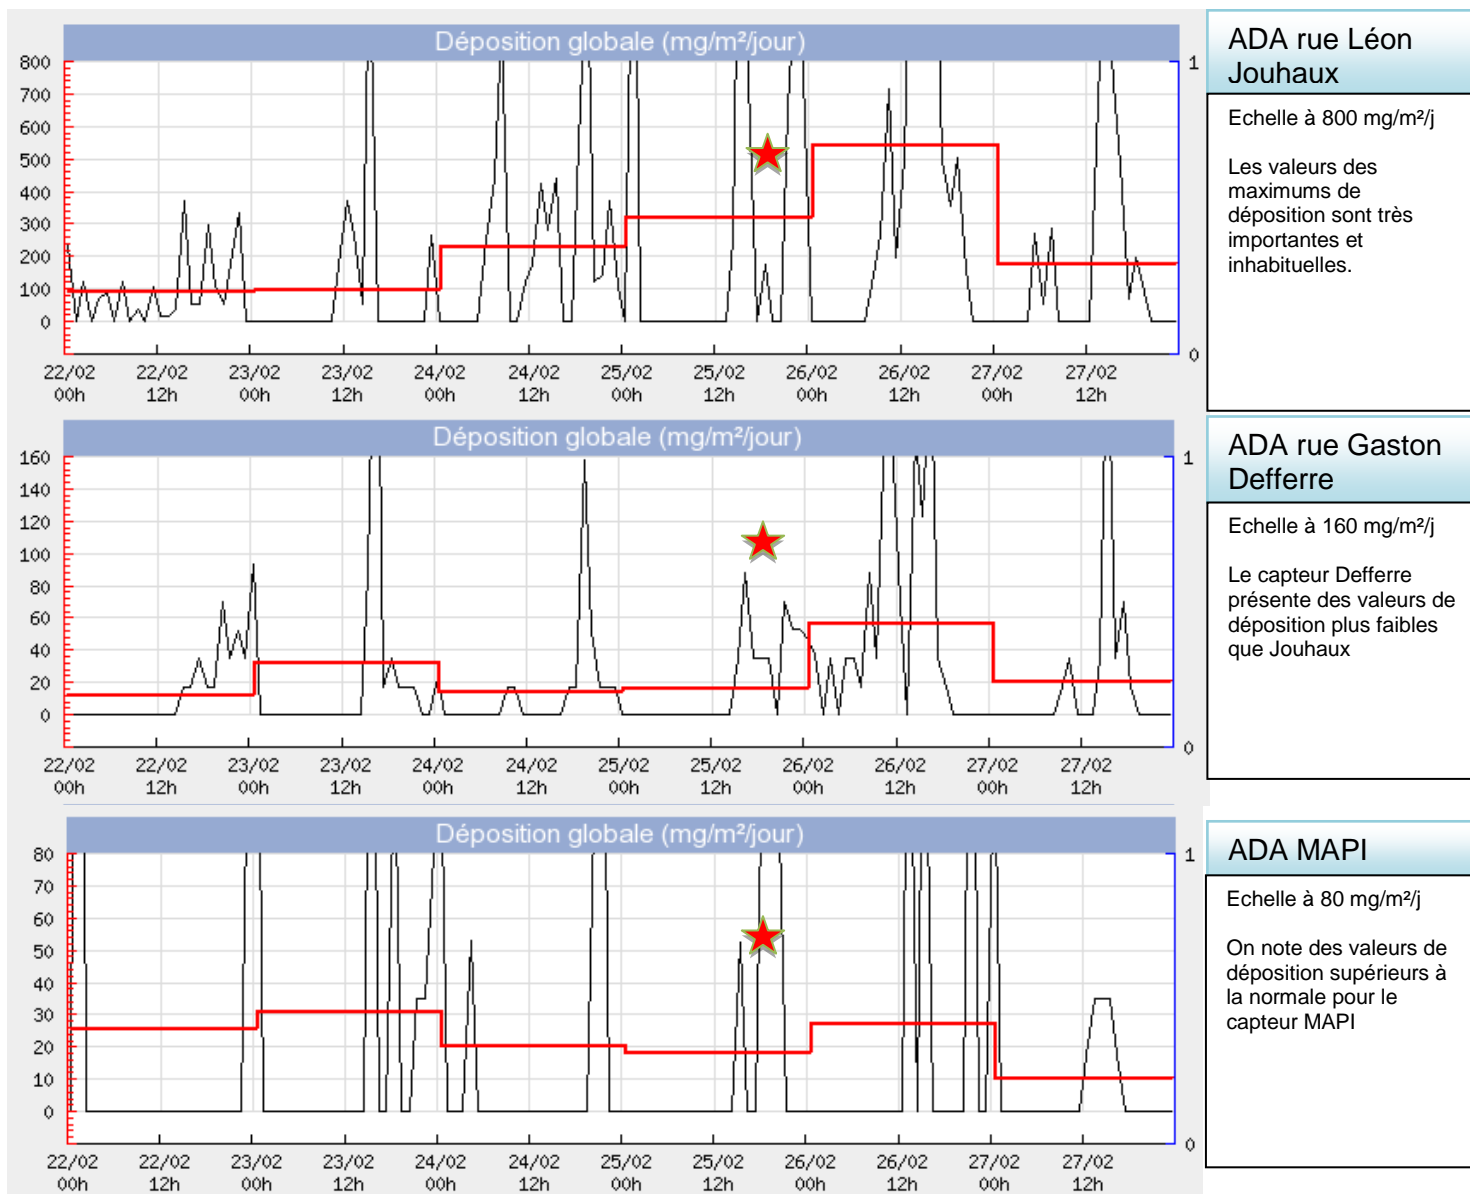 Déposition globale (mg/m²/jour)
800
700
600
500
400
300
200
100
0
1
0
22/02 22/02 23/02 23/02 24/02 24/02 25/02 25/02 26/02 26/02 27/02 27/02
00h 12h 00h 12h 00h 12h 00h 12h 00h 12h 00h 12h
ADA rue Léon
Jouhaux
Echelle à 800 mg/m²/j
Les valeurs des
maximums de
déposition sont très
importantes et
inhabituelles.
Déposition globale (mg/m²/jour)
160
140
120
100
80
60
40
20
0
1
0
22/02 22/02 23/02 23/02 24/02 24/02 25/02 25/02 26/02 26/02 27/02 27/02
00h 12h 00h 12h 00h 12h 00h 12h 00h 12h 00h 12h
ADA rue Gaston
Defferre
Echelle à 160 mg/m²/j
Le capteur Defferre
présente des valeurs de
déposition plus faibles
que Jouhaux
Déposition globale (mg/m²/jour)
80
70
60
50
40
30
20
10
0
1
0
22/02 22/02 23/02 23/02 24/02 24/02 25/02 25/02 26/02 26/02 27/02 27/02
00h 12h 00h 12h 00h 12h 00h 12h 00h 12h 00h 12h
ADA MAPI
Echelle à 80 mg/m²/j
On note des valeurs de
déposition supérieurs à
la normale pour le
capteur MAPI